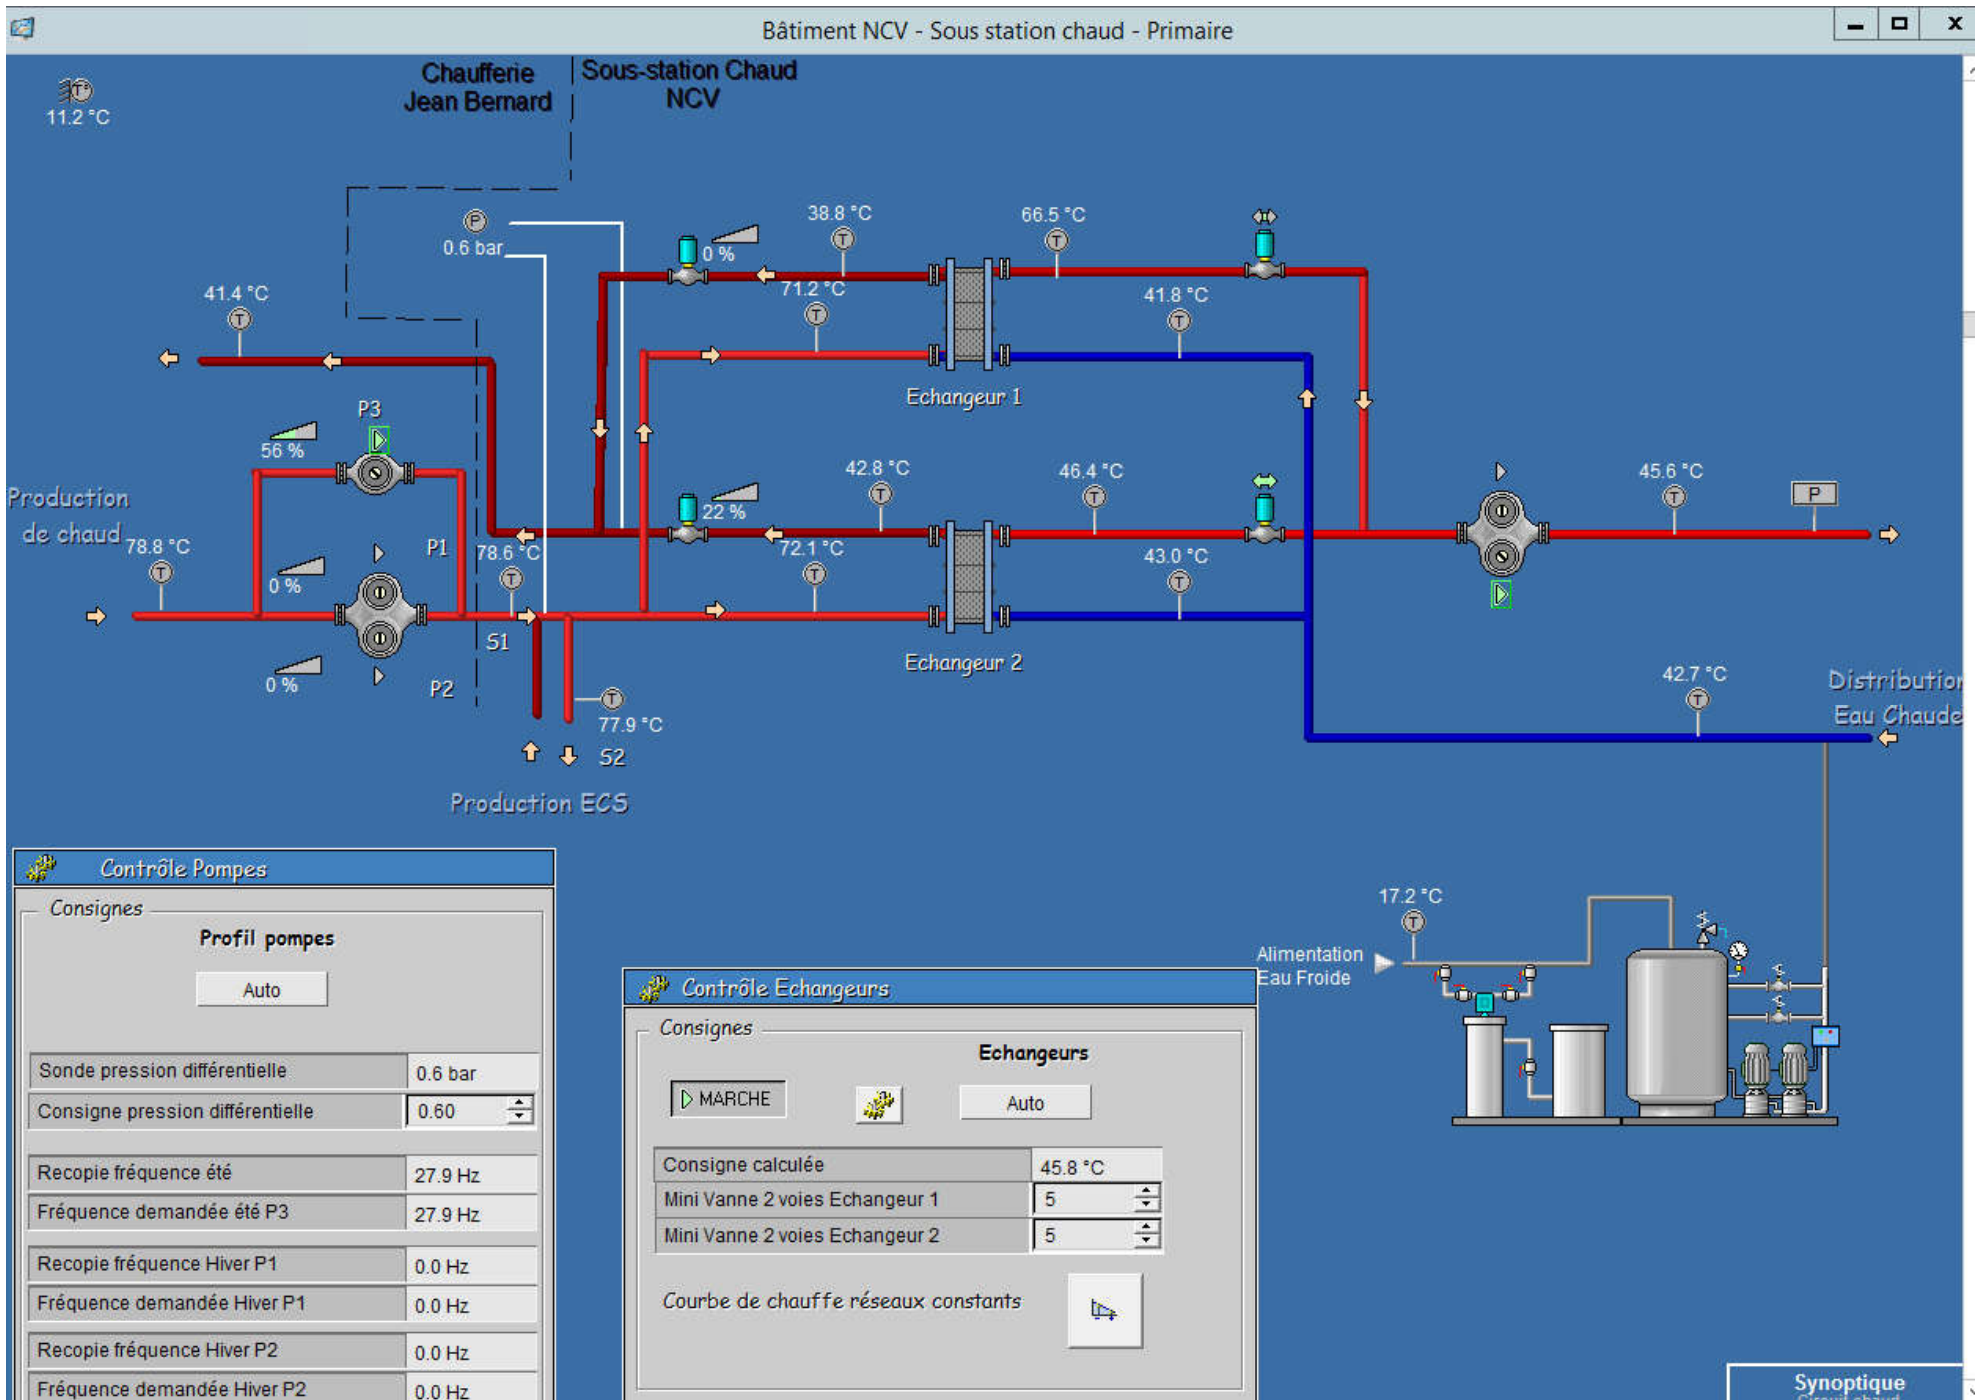 Bâtiment NCV - Sous station chaud - Primaire
Chaufferie
Jean Bernard
Sous-station Chaud
NCV
T°
11.2 °C
P
0.6 bar
0 %
38.8 °C
T
66.5 °C
T
71.2 °C
T
41.8 °C
T
41.4 °C
T
Echangeur 1
P3
56 %
Production
de chaud
78.8 °C
T
0 %
P1
78.6 °C
T
22 %
42.8 °C
T
46.4 °C
T
72.1 °C
T
43.0 °C
T
45.6 °C
T
P
S1
0 %
P2
Echangeur 2
T
77.9 °C
S2
Production ECS
42.7 °C
T
Distribution
Eau Chaude
17.2 °C
T
Alimentation
Eau Froide
Contrôle Pompes
Consignes
Profil pompes
Auto
Sonde pression différentielle 0.6 bar
Consigne pression différentielle 0.60
Recopie fréquence été 27.9 Hz
Fréquence demandée été P3 27.9 Hz
Recopie fréquence Hiver P1 0.0 Hz
Fréquence demandée Hiver P1 0.0 Hz
Recopie fréquence Hiver P2 0.0 Hz
Fréquence demandée Hiver P2 0.0 Hz
Contrôle Echangeurs
Consignes
Echangeurs
MARCHE
Auto
Consigne calculée 45.8 °C
Mini Vanne 2 voies Echangeur 1 5
Mini Vanne 2 voies Echangeur 2 5
Courbe de chauffe réseaux constants
Synoptique
Circuit chaud